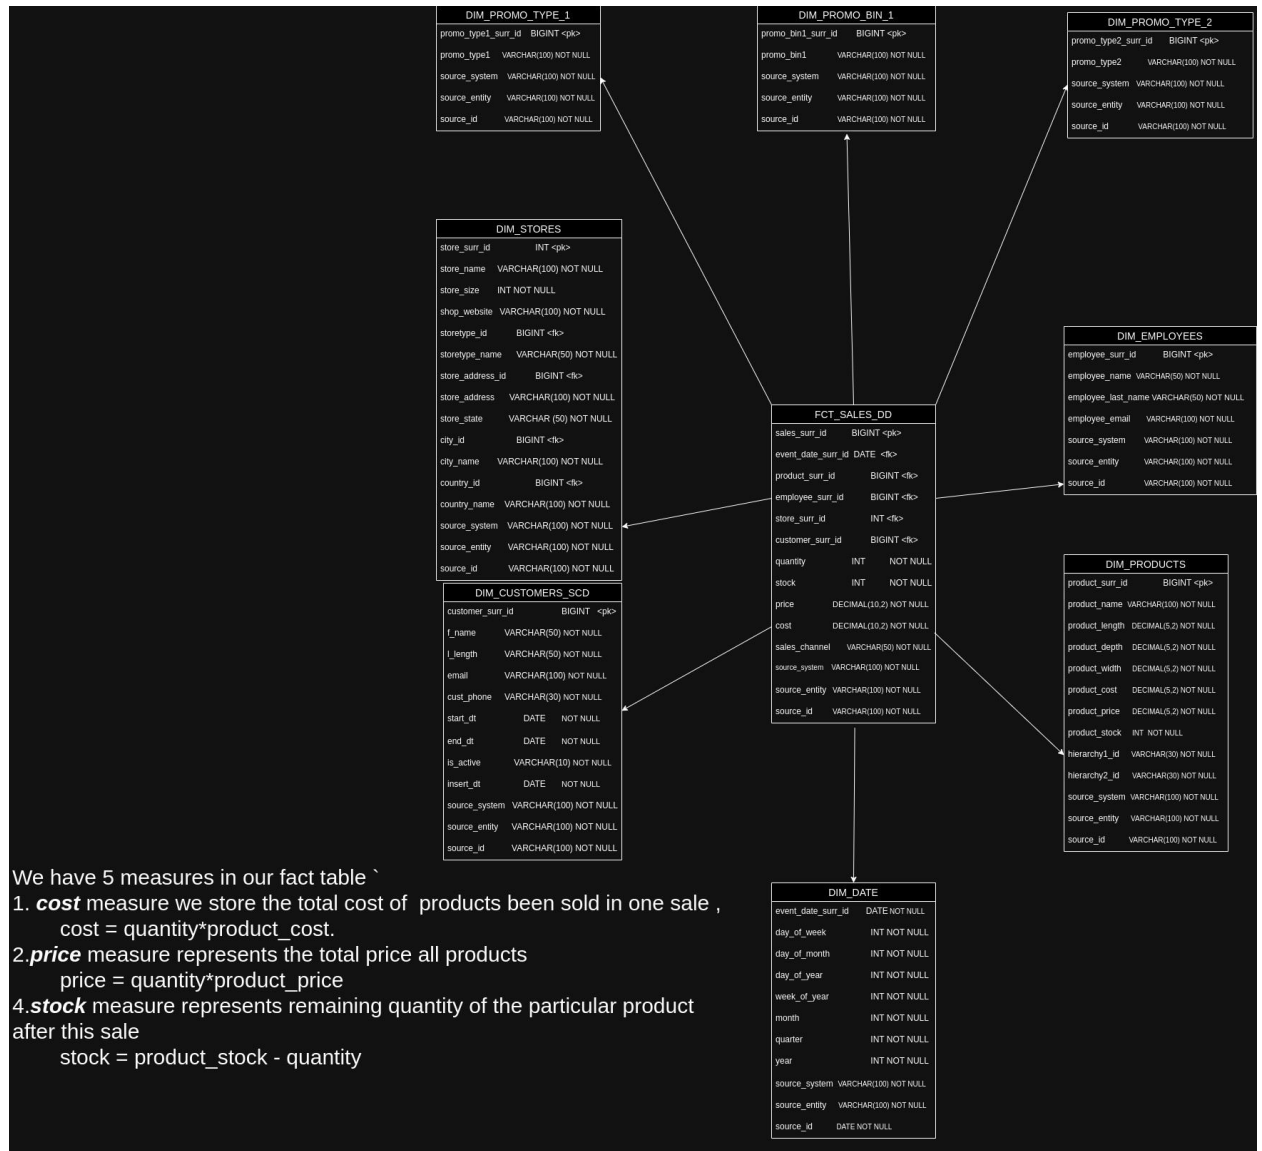 DIM_PROMO_TYPE_1
promo_type1_surr_id BIGINT <pk>
promo_type1 VARCHAR(100) NOT NULL
source_system VARCHAR(100) NOT NULL
source_entity VARCHAR(100) NOT NULL
source_id VARCHAR(100) NOT NULL
DIM_PROMO_BIN_1
promo_bin1_surr_id BIGINT <pk>
promo_bin1 VARCHAR(100) NOT NULL
source_system VARCHAR(100) NOT NULL
source_entity VARCHAR(100) NOT NULL
source_id VARCHAR(100) NOT NULL
DIM_PROMO_TYPE_2
promo_type2_surr_id BIGINT <pk>
promo_type2 VARCHAR(100) NOT NULL
source_system VARCHAR(100) NOT NULL
source_entity VARCHAR(100) NOT NULL
source_id VARCHAR(100) NOT NULL
DIM_STORES
store_surr_id INT <pk>
store_name VARCHAR(100) NOT NULL
store_size INT NOT NULL
shop_website VARCHAR(100) NOT NULL
storetype_id BIGINT <fk>
storetype_name VARCHAR(50) NOT NULL
store_address_id BIGINT <fk>
store_address VARCHAR(100) NOT NULL
store_state VARCHAR (50) NOT NULL
city_id BIGINT <fk>
city_name VARCHAR(100) NOT NULL
country_id BIGINT <fk>
country_name VARCHAR(100) NOT NULL
source_system VARCHAR(100) NOT NULL
source_entity VARCHAR(100) NOT NULL
source_id VARCHAR(100) NOT NULL
DIM_EMPLOYEES
employee_surr_id BIGINT <pk>
employee_name VARCHAR(50) NOT NULL
employee_last_name VARCHAR(50) NOT NULL
employee_email VARCHAR(100) NOT NULL
source_system VARCHAR(100) NOT NULL
source_entity VARCHAR(100) NOT NULL
source_id VARCHAR(100) NOT NULL
FCT_SALES_DD
sales_surr_id BIGINT <pk>
event_date_surr_id DATE <fk>
product_surr_id BIGINT <fk>
employee_surr_id BIGINT <fk>
store_surr_id INT <fk>
customer_surr_id BIGINT <fk>
quantity INT NOT NULL
stock INT NOT NULL
price DECIMAL(10,2) NOT NULL
cost DECIMAL(10,2) NOT NULL
sales_channel VARCHAR(50) NOT NULL
source_system VARCHAR(100) NOT NULL
source_entity VARCHAR(100) NOT NULL
source_id VARCHAR(100) NOT NULL
DIM_PRODUCTS
product_surr_id BIGINT <pk>
product_name VARCHAR(100) NOT NULL
product_length DECIMAL(5,2) NOT NULL
product_depth DECIMAL(5,2) NOT NULL
product_width DECIMAL(5,2) NOT NULL
product_cost DECIMAL(5,2) NOT NULL
product_price DECIMAL(5,2) NOT NULL
product_stock INT NOT NULL
hierarchy1_id VARCHAR(30) NOT NULL
hierarchy2_id VARCHAR(30) NOT NULL
source_system VARCHAR(100) NOT NULL
source_entity VARCHAR(100) NOT NULL
source_id VARCHAR(100) NOT NULL
DIM_CUSTOMERS_SCD
customer_surr_id BIGINT <pk>
f_name VARCHAR(50) NOT NULL
l_length VARCHAR(50) NOT NULL
email VARCHAR(100) NOT NULL
cust_phone VARCHAR(30) NOT NULL
start_dt DATE NOT NULL
end_dt DATE NOT NULL
is_active VARCHAR(10) NOT NULL
insert_dt DATE NOT NULL
source_system VARCHAR(100) NOT NULL
source_entity VARCHAR(100) NOT NULL
source_id VARCHAR(100) NOT NULL
We have 5 measures in our fact table `
1. cost measure we store the total cost of products been sold in one sale ,
cost = quantity*product_cost.
2.price measure represents the total price all products
price = quantity*product_price
4.stock measure represents remaining quantity of the particular product
after this sale
stock = product_stock - quantity
DIM_DATE
event_date_surr_id DATE NOT NULL
day_of_week INT NOT NULL
day_of_month INT NOT NULL
day_of_year INT NOT NULL
week_of_year INT NOT NULL
month INT NOT NULL
quarter INT NOT NULL
year INT NOT NULL
source_system VARCHAR(100) NOT NULL
source_entity VARCHAR(100) NOT NULL
source_id DATE NOT NULL